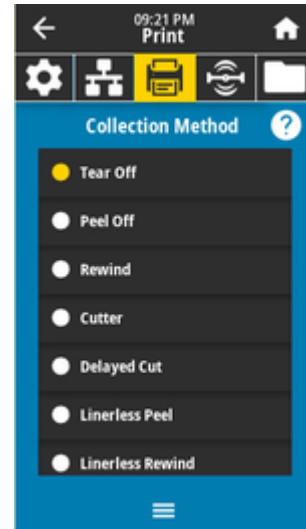 09:21 PM
Print
Collection Method
?
Tear Off
Peel Off
Rewind
Cutter
Delayed Cut
Linerless Peel
Linerless Rewind